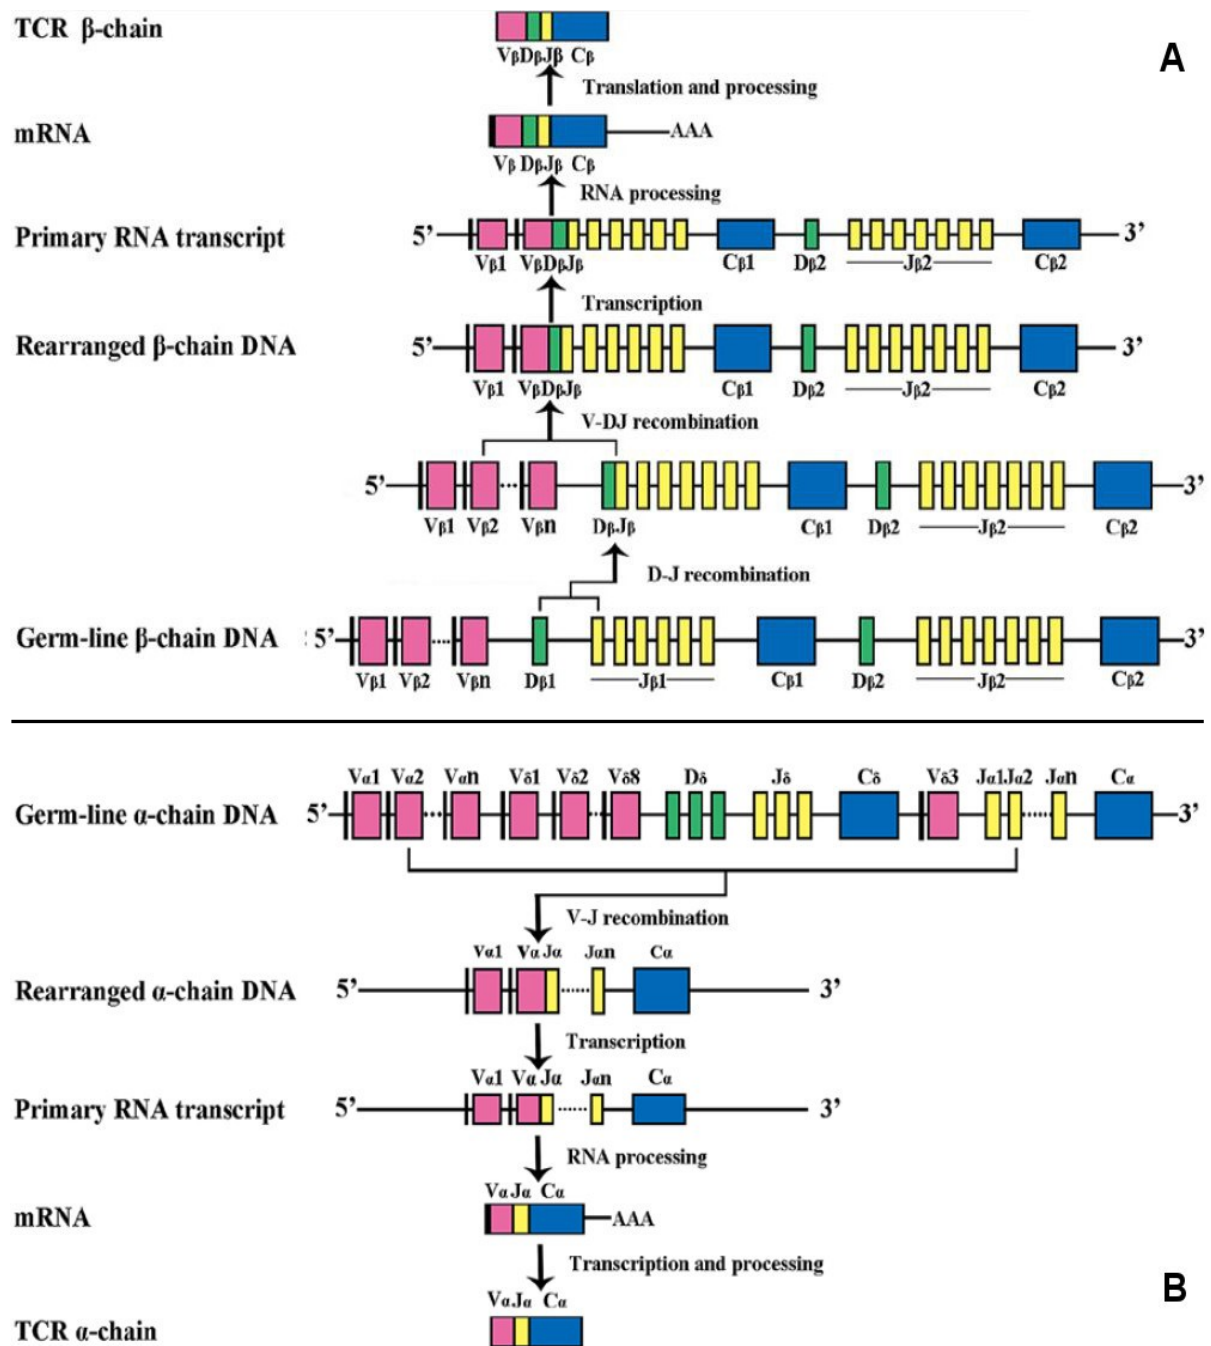 TCR β-chain
A
VβDβJβ Cβ
Translation and processing
mRNA
AAA
Vβ DβJβ Cβ
RNA processing
Primary RNA transcript
5’ 3’
Vβ1 VβDβJβ Cβ1 Dβ2 Jβ2 Cβ2
Transcription
Rearranged β-chain DNA
5’ 3’
Vβ1 VβDβJβ Cβ1 Dβ2 Jβ2 Cβ2
V-DJ recombination
5’ 3’
Vβ1 Vβ2 Vβn DβJβ Cβ1 Dβ2 Jβ2 Cβ2
D-J recombination
Germ-line β-chain DNA : 5’ 3’
Vβ1 Vβ2 Vβn Dβ1 Jβ1 Cβ1 Dβ2 Jβ2 Cβ2
Vα1 Vα2 Vαn Vδ1 Vδ2 Vδ8 Dδ Jδ Cδ Vδ3 Jα1Jα2 Jαn Cα
Germ-line α-chain DNA 5’ 3’
V-J recombination
Vα1 Vα Jα Jαn Cα
Rearranged α-chain DNA 5’ 3’
Transcription
Vα1 Vα Jα Jαn Cα
Primary RNA transcript 5’ 3’
RNA processing
Vα Jα Cα
mRNA AAA
Transcription and processing
B
VαJα Cα
TCR α-chain